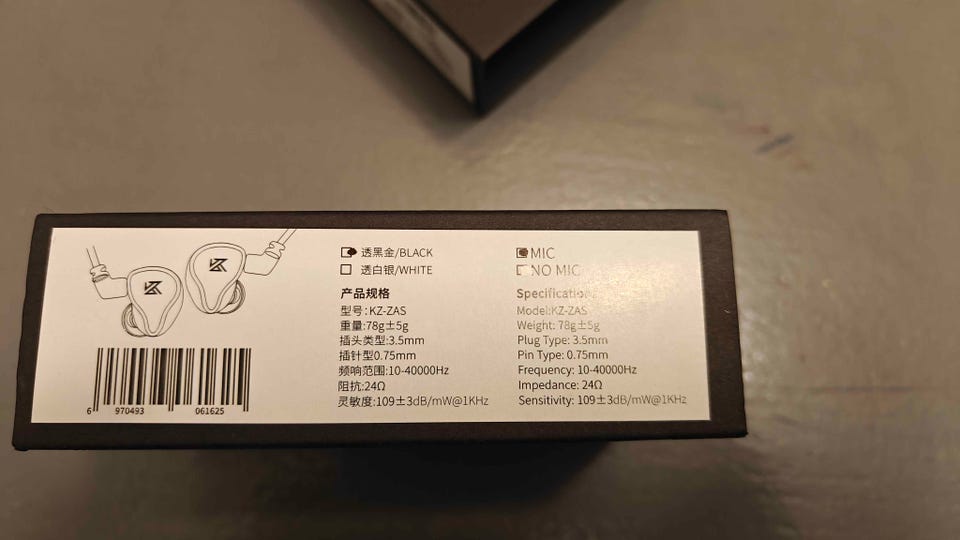 KZ
KZ
6 970493 061625
透黑金/BLACK
透白银/WHITE
产品规格
型号:KZ-ZAS
重量:78g±5g
插头类型:3.5mm
插针型0.75mm
频响范围:10-40000Hz
阻抗:24Ω
灵敏度:109±3dB/mW@1KHz
MIC
NO MIC
Specification
Model:KZ-ZAS
Weight: 78g±5g
Plug Type: 3.5mm
Pin Type: 0.75mm
Frequency: 10-40000Hz
Impedance: 24Ω
Sensitivity: 109±3dB/mW@1KHz